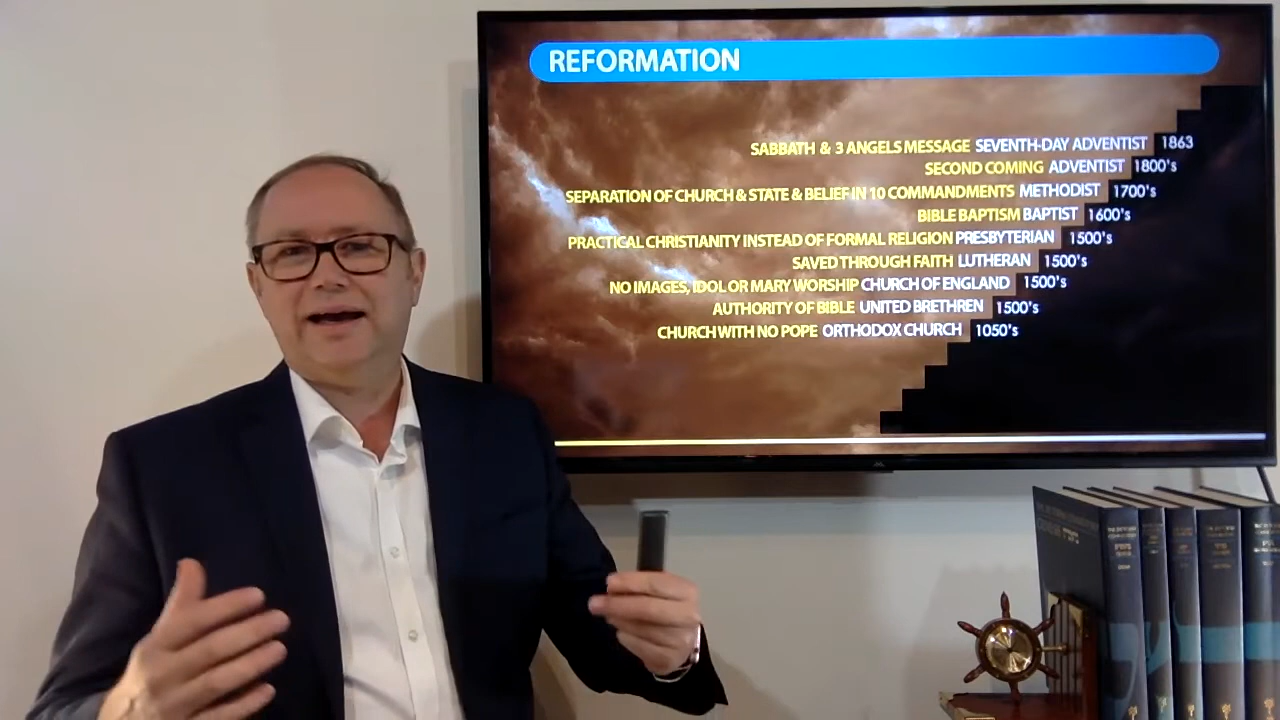 REFORMATION
SABBATH & 3 ANGELS MESSAGE SEVENTH-DAY ADVENTIST 1863
SECOND COMING ADVENTIST 1800's
SEPARATION OF CHURCH & STATE & BELIEF IN 10 COMMANDMENTS METHODIST 1700's
BIBLE BAPTISM BAPTIST 1600's
PRACTICAL CHRISTIANITY INSTEAD OF FORMAL RELIGION PRESBYTERIAN 1500's
SAVED THROUGH FAITH LUTHERAN 1500's
NO IMAGES, IDOL OR MARY WORSHIP CHURCH OF ENGLAND 1500's
AUTHORITY OF BIBLE UNITED BRETHREN 1500's
CHURCH WITH NO POPE ORTHODOX CHURCH 1050's